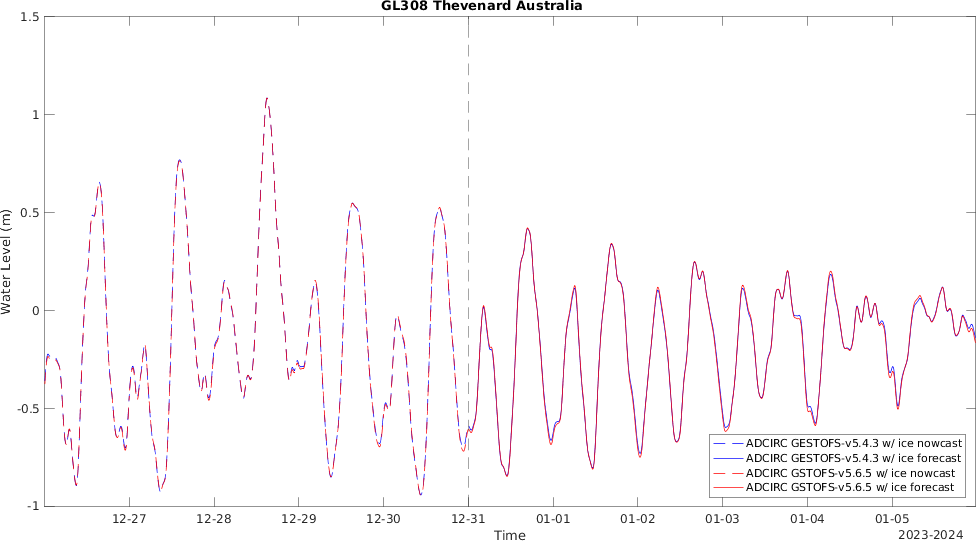 GL308 Thevenard Australia
1.5
1
0.5
0
-0.5
-1
Water Level (m)
12-27 12-28 12-29 12-30 12-31 01-01 01-02 01-03 01-04 01-05
Time
2023-2024
ADCIRC GESTOFS-v5.4.3 w/ ice nowcast
ADCIRC GESTOFS-v5.4.3 w/ ice forecast
ADCIRC GSTOFS-v5.6.5 w/ ice nowcast
ADCIRC GSTOFS-v5.6.5 w/ ice forecast